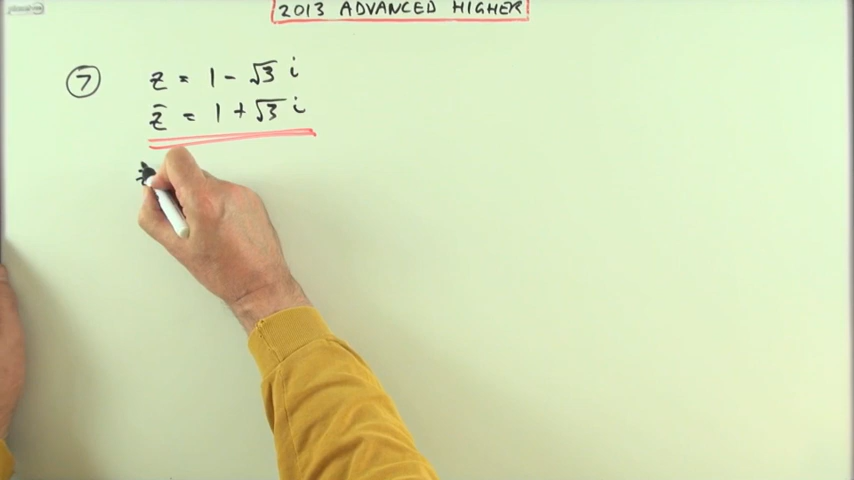 2013 ADVANCED HIGHER
7 z = 1 - √3 i
z̄ = 1 + √3 i